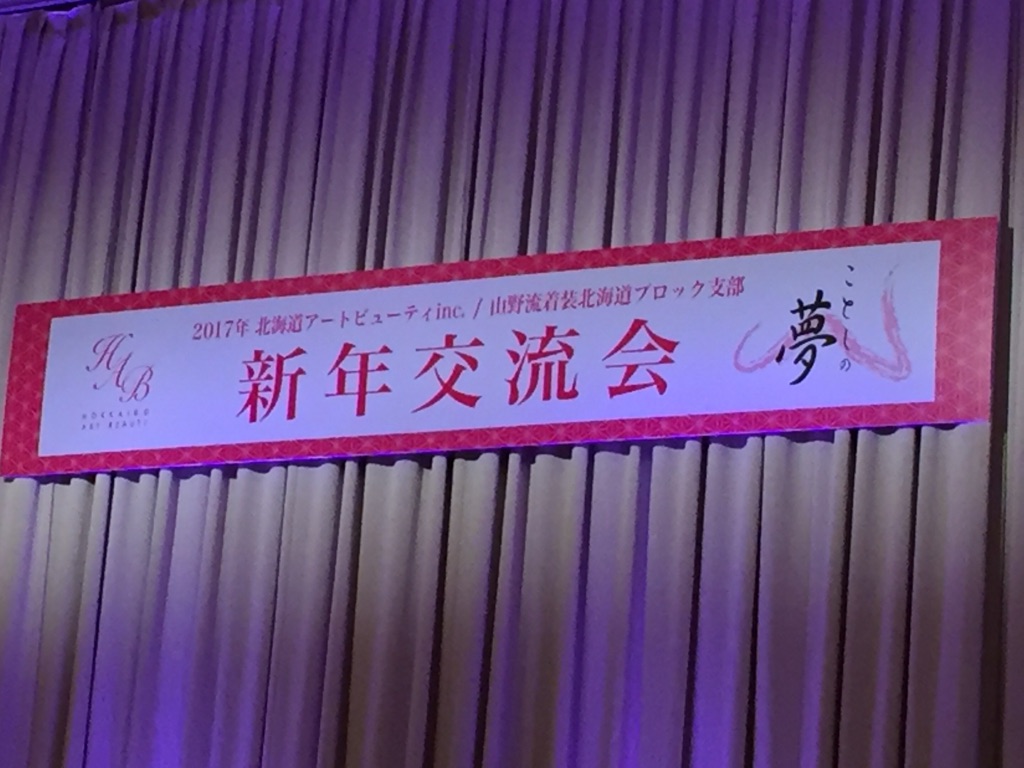 HAB
HOKKAIDO
ART BEAUTY
2017年 北海道アートビューティinc. / 山野流着装北海道ブロック支部
新年交流会
ことしの
夢